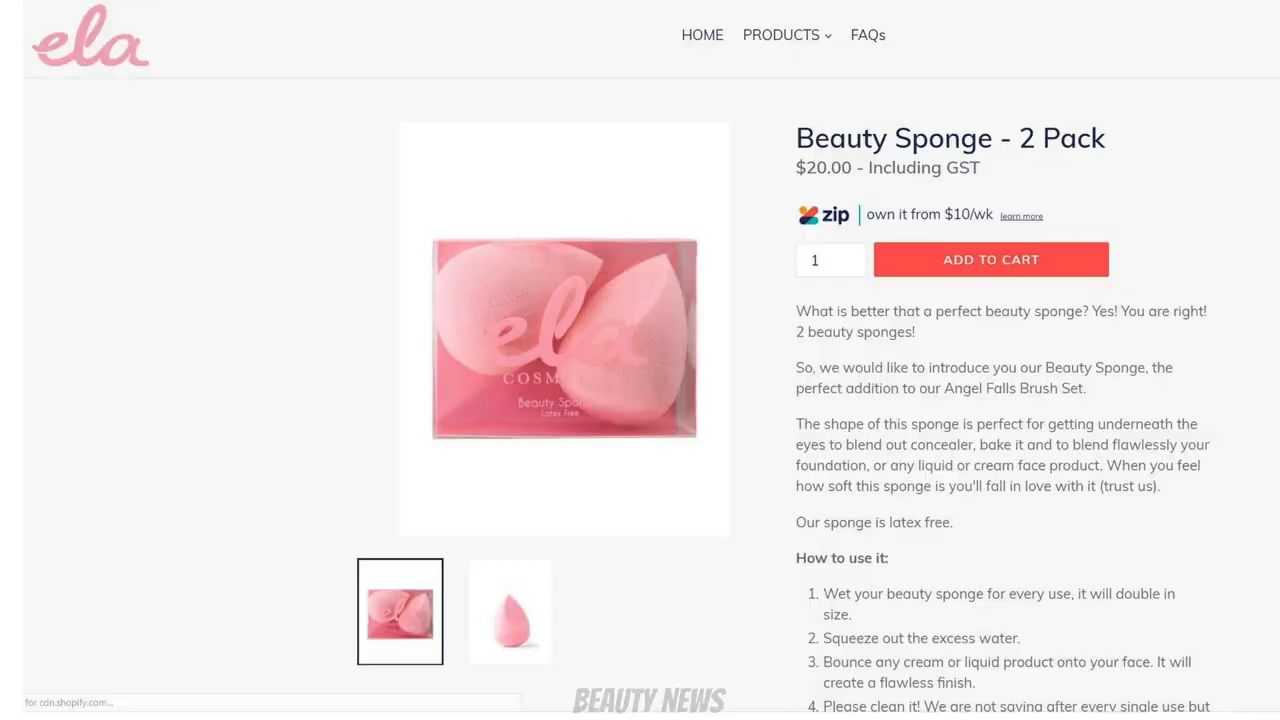 ela
HOME PRODUCTS FAQs
Beauty Sponge - 2 Pack
$20.00 - Including GST
zip own it from $10/wk learn more
1 ADD TO CART
ela
COSM
Beauty Spo
Latex Free
What is better that a perfect beauty sponge? Yes! You are right!
2 beauty sponges!
So, we would like to introduce you our Beauty Sponge, the
perfect addition to our Angel Falls Brush Set.
The shape of this sponge is perfect for getting underneath the
eyes to blend out concealer, bake it and to blend flawlessly your
foundation, or any liquid or cream face product. When you feel
how soft this sponge is you'll fall in love with it (trust us).
Our sponge is latex free.
How to use it:
1. Wet your beauty sponge for every use, it will double in
size.
2. Squeeze out the excess water.
3. Bounce any cream or liquid product onto your face. It will
create a flawless finish.
4. Please clean it! We are not saying after every single use but
for cdn.shopify.com...
BEAUTY NEWS